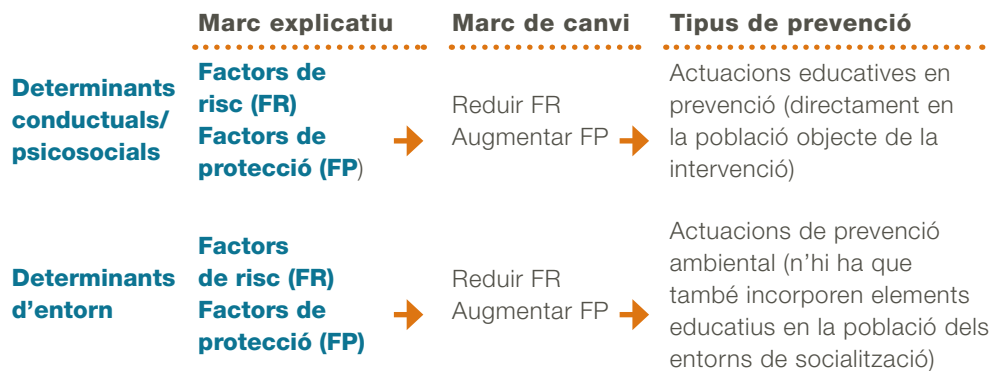 Marc explicatiu
Marc de canvi
Tipus de prevenció
Determinants
conductuals/
psicosocials
Factors de
risc (FR)
Factors de
protecció (FP)
Reduir FR
Augmentar FP
Actuacions educatives en
prevenció (directament en
la població objecte de la
intervenció)
Determinants
d’entorn
Factors
de risc (FR)
Factors de
protecció (FP)
Reduir FR
Augmentar FP
Actuacions de prevenció
ambiental (n’hi ha que
també incorporen elements
educatius en la població dels
entorns de socialització)